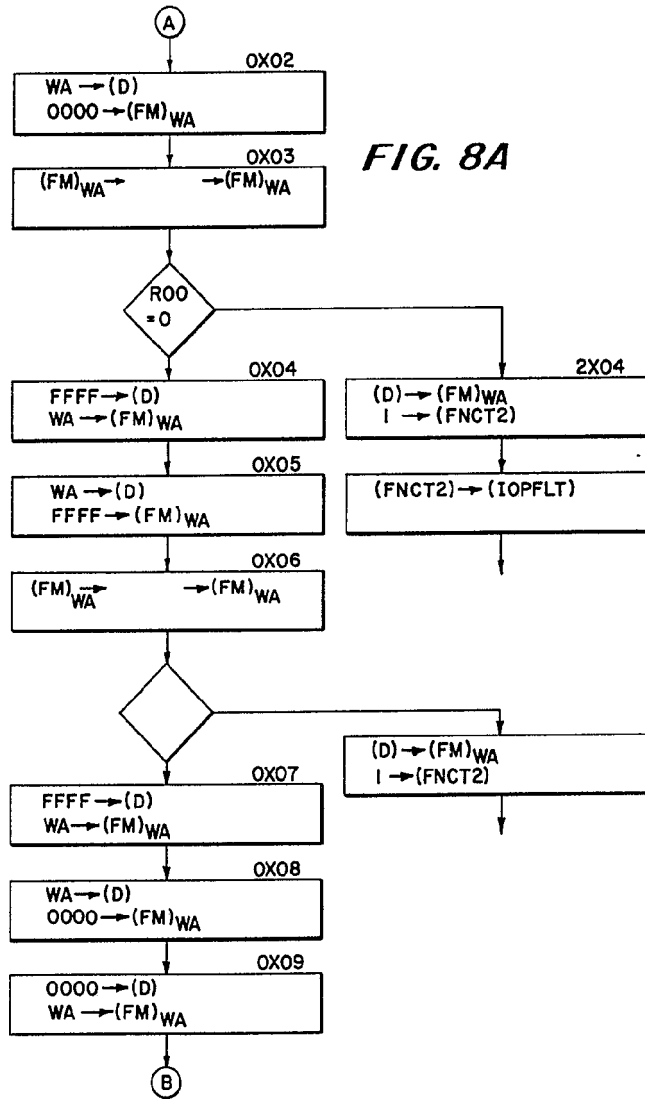 A
0X02
WA → (D)
0000 → (FM)WA
FIG. 8A
0X03
(FM)WA → → (FM)WA
R00
=0
0X04
FFFF → (D)
WA → (FM)WA
2X04
(D) → (FM)WA
1 → (FNCT2)
0X05
WA → (D)
FFFF → (FM)WA
(FNCT2) → (IOPFLT)
0X06
(FM)WA → → (FM)WA
(D) → (FM)WA
1 → (FNCT2)
0X07
FFFF → (D)
WA → (FM)WA
0X08
WA → (D)
0000 → (FM)WA
0X09
0000 → (D)
WA → (FM)WA
B